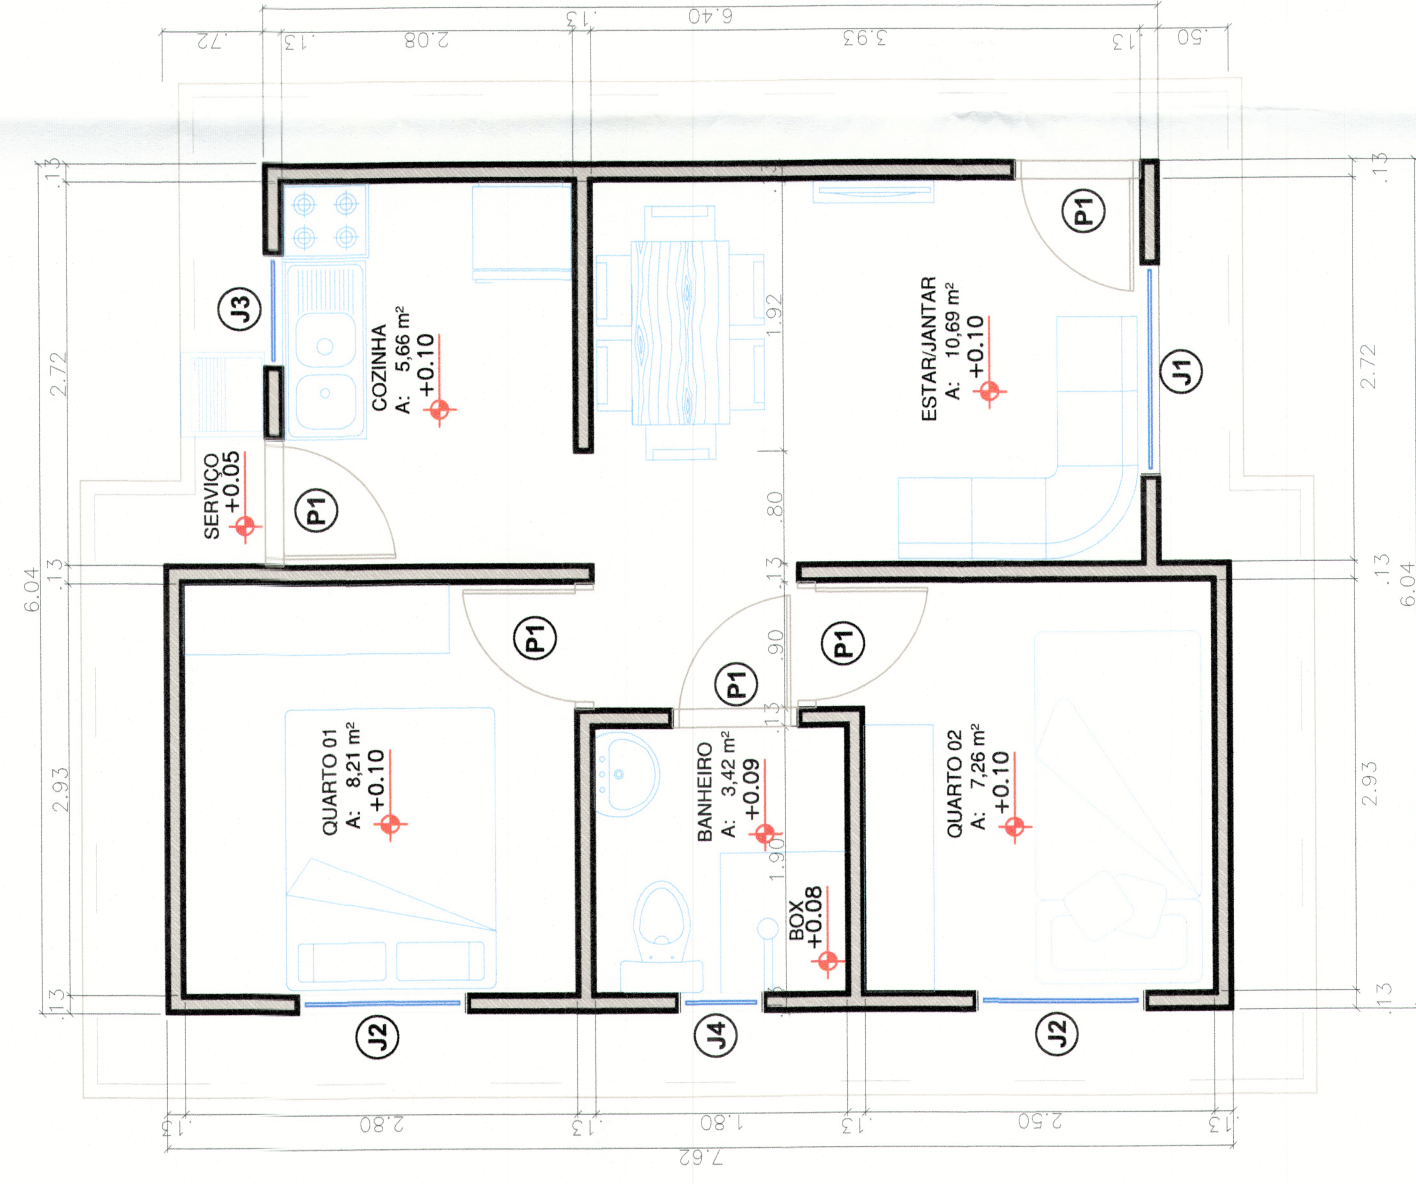 6.40
.13
.72
.13
2.08
3.93
.13
.50
.13
2.72
.13
6.04
2.93
.13
.13
2.72
.13
6.04
2.93
.13
J3
COZINHA
A: 5,66 m²
+0.10
SERVIÇO
+0.05
P1
.13
1.92
.80
.13
.90
.13
1.90
.13
ESTAR/JANTAR
A: 10,69 m²
+0.10
P1
J1
QUARTO 01
A: 8,21 m²
+0.10
P1
J2
BANHEIRO
A: 3,42 m²
+0.09
P1
BOX
+0.08
J4
QUARTO 02
A: 7,26 m²
+0.10
P1
J2
.13
2.80
.13
1.80
.13
2.50
.13
7.62